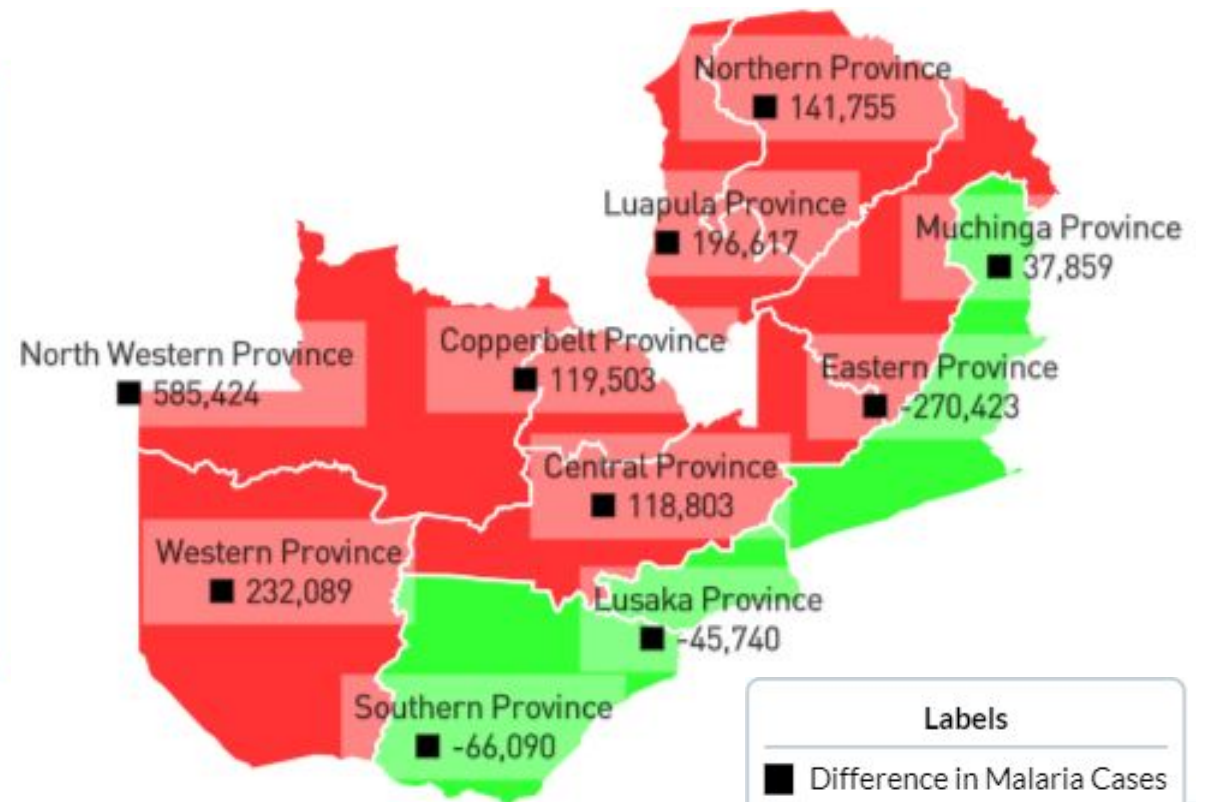 Northern Province
141,755
Luapula Province
196,617
Muchinga Province
37,859
North Western Province
585,424
Copperbelt Province
119,503
Eastern Province
-270,423
Central Province
118,803
Western Province
232,089
Lusaka Province
-45,740
Southern Province
-66,090
Labels
Difference in Malaria Cases